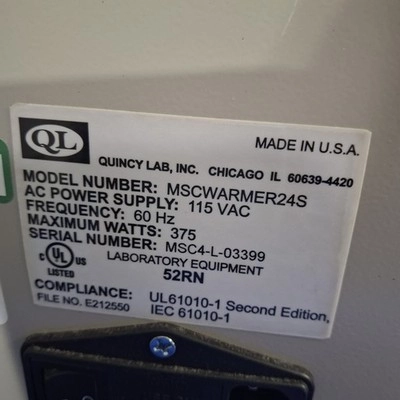 QL
MADE IN U.S.A.
QUINCY LAB, INC. CHICAGO IL 60639-4420
MODEL NUMBER: MSCWARMER24S
AC POWER SUPPLY: 115 VAC
FREQUENCY: 60 Hz
MAXIMUM WATTS: 375
SERIAL NUMBER: MSC4-L-03399
c UL US
LISTED
LABORATORY EQUIPMENT
52RN
COMPLIANCE: UL61010-1 Second Edition,
FILE NO. E212550 IEC 61010-1